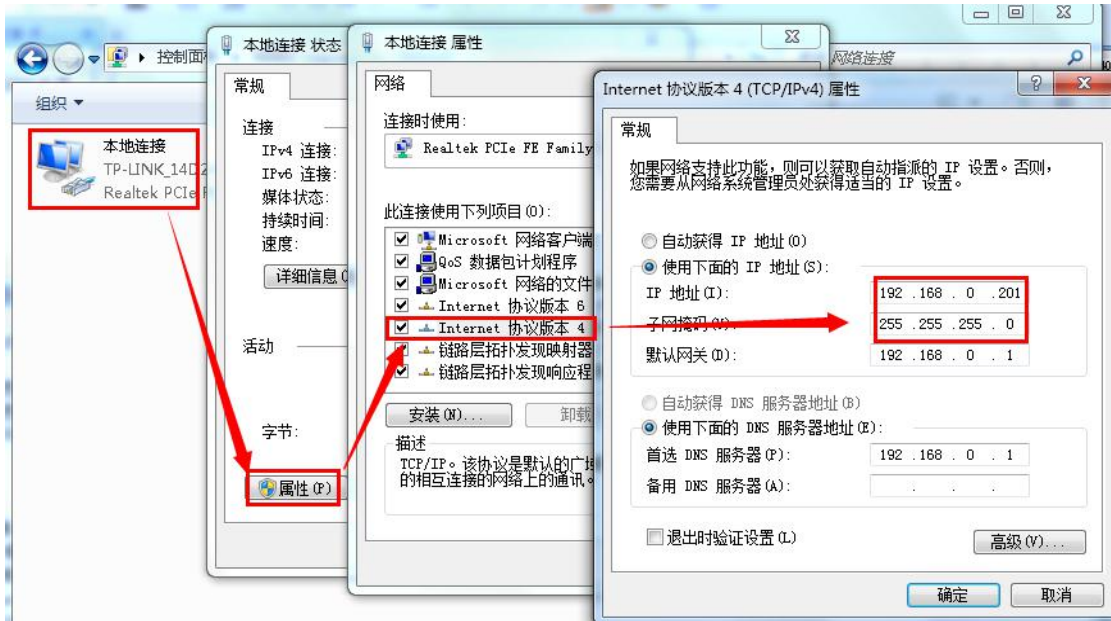 控制面
网络连接
组织
本地连接
TP-LINK_14D2
Realtek PCIe F
本地连接 状态
常规
连接
IPv4 连接:
IPv6 连接:
媒体状态:
持续时间:
速度:
详细信息(
活动
字节:
属性(P)
本地连接 属性
网络
连接时使用:
Realtek PCIe FE Family
此连接使用下列项目(O):
Microsoft 网络客户端
QoS 数据包计划程序
Microsoft 网络的文件
Internet 协议版本 6
Internet 协议版本 4
链路层拓扑发现映射器
链路层拓扑发现响应程
安装(N)...
卸载
描述
TCP/IP。该协议是默认的广域
的相互连接的网络上的通讯。
Internet 协议版本 4 (TCP/IPv4) 属性
常规
如果网络支持此功能，则可以获取自动指派的 IP 设置。否则，
您需要从网络系统管理员处获得适当的 IP 设置。
自动获得 IP 地址(O)
使用下面的 IP 地址(S):
IP 地址(I): 192 .168 . 0 .201
子网掩码(U): 255 .255 .255 . 0
默认网关(D): 192 .168 . 0 . 1
自动获得 DNS 服务器地址(B)
使用下面的 DNS 服务器地址(E):
首选 DNS 服务器(P): 192 .168 . 0 . 1
备用 DNS 服务器(A): . . .
退出时验证设置(L)
高级(V)...
确定
取消